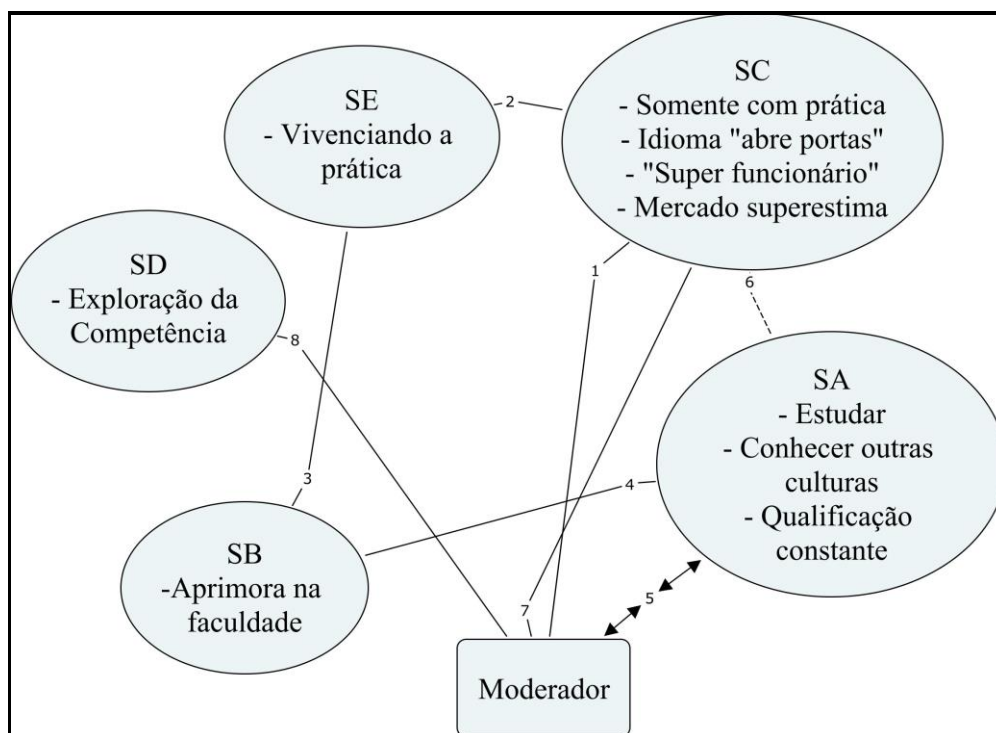 SC
- Somente com prática
- Idioma "abre portas"
- "Super funcionário"
- Mercado superestima
SE
- Vivenciando a
prática
2
SD
- Exploração da
Competência
1
6
8
SA
- Estudar
- Conhecer outras
culturas
- Qualificação
constante
3
4
SB
-Aprimora na
faculdade
7
5
Moderador